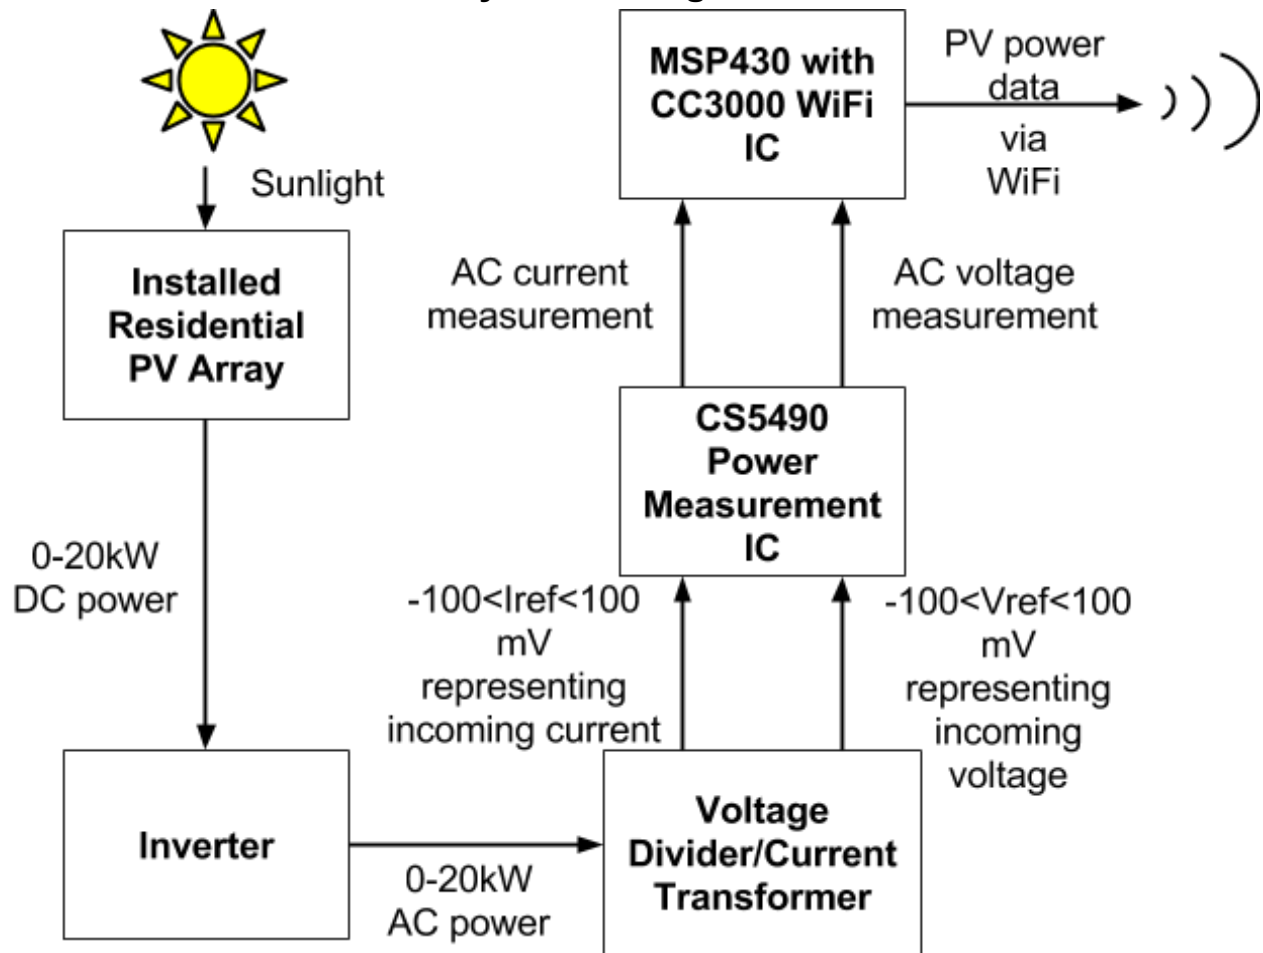 Sunlight
Installed
Residential
PV Array
0-20kW
DC power
Inverter
0-20kW
AC power
Voltage
Divider/Current
Transformer
-100<Iref<100
mV
representing
incoming current
-100<Vref<100
mV
representing
incoming
voltage
CS5490
Power
Measurement
IC
AC current
measurement
AC voltage
measurement
MSP430 with
CC3000 WiFi
IC
PV power
data
via
WiFi